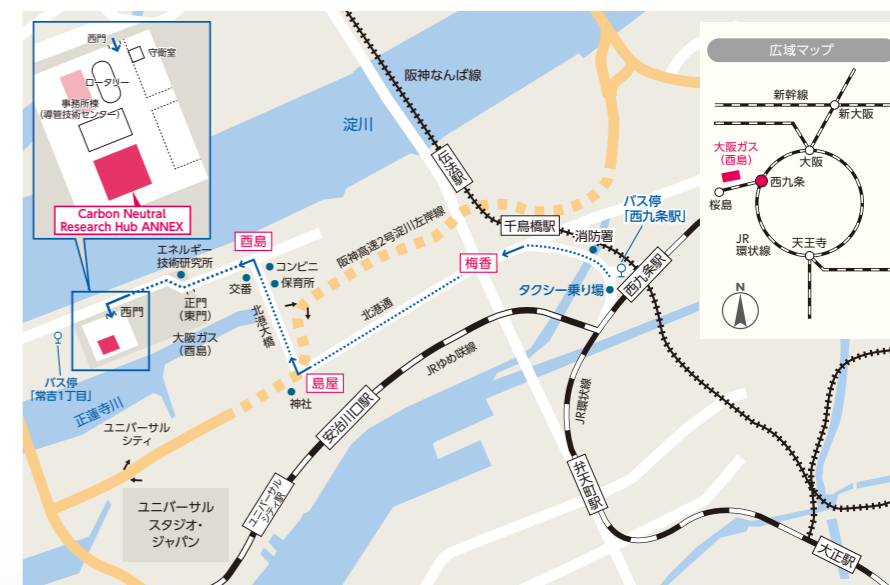 西門
守衛室
ロータリー
事務所棟
(導管技術センター)
Carbon Neutral
Research Hub ANNEX
淀川
阪神なんば線
伝法駅
千鳥橋駅
消防署
バス停
「西九条駅」
西九条駅
タクシー乗り場
梅香
阪神高速2号淀川左岸線
酉島
コンビニ
保育所
エネルギー
技術研究所
交番
正門
(東門)
大阪ガス
(酉島)
西門
北港大橋
北港通
島屋
神社
バス停
「常吉1丁目」
正蓮寺川
ユニバーサル
シティ
ユニバーサル
スタジオ・
ジャパン
ユニバーサル
シティ駅
安治川口駅
JRゆめ咲線
JR環状線
弁天町駅
大正駅
広域マップ
新幹線
新大阪
大阪
大阪ガス
(酉島)
西九条
桜島
JR
環状線
天王寺
N